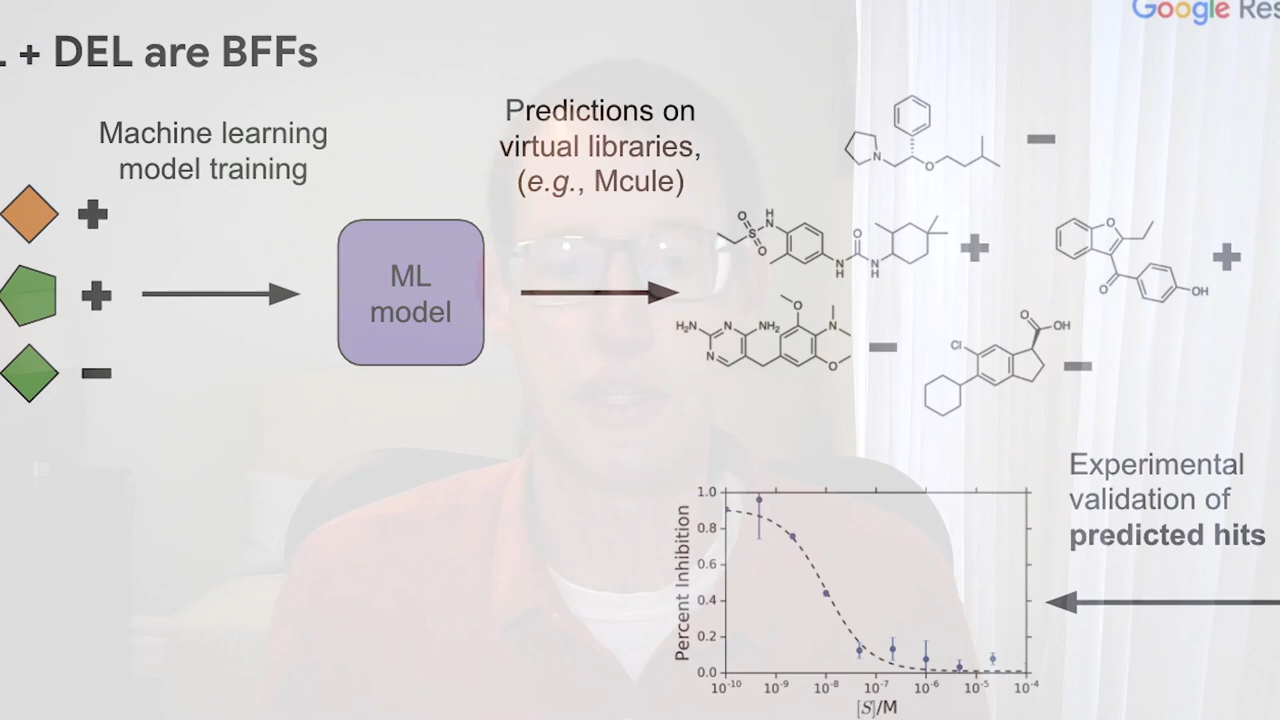 Google Res
L + DEL are BFFs
Machine learning
model training
Predictions on
virtual libraries,
(e.g., Mcule)
ML
model
N
O
O
S
O
H
N
O
N
H
N
H
O
O
OH
H₂N
N
NH₂
N
O
N
O
Cl
O
OH
Experimental
validation of
predicted hits
Percent Inhibition
1.0
0.8
0.6
0.4
0.2
0.0
10⁻¹⁰ 10⁻⁹ 10⁻⁸ 10⁻⁷ 10⁻⁶ 10⁻⁵ 10⁻⁴
[S]/M